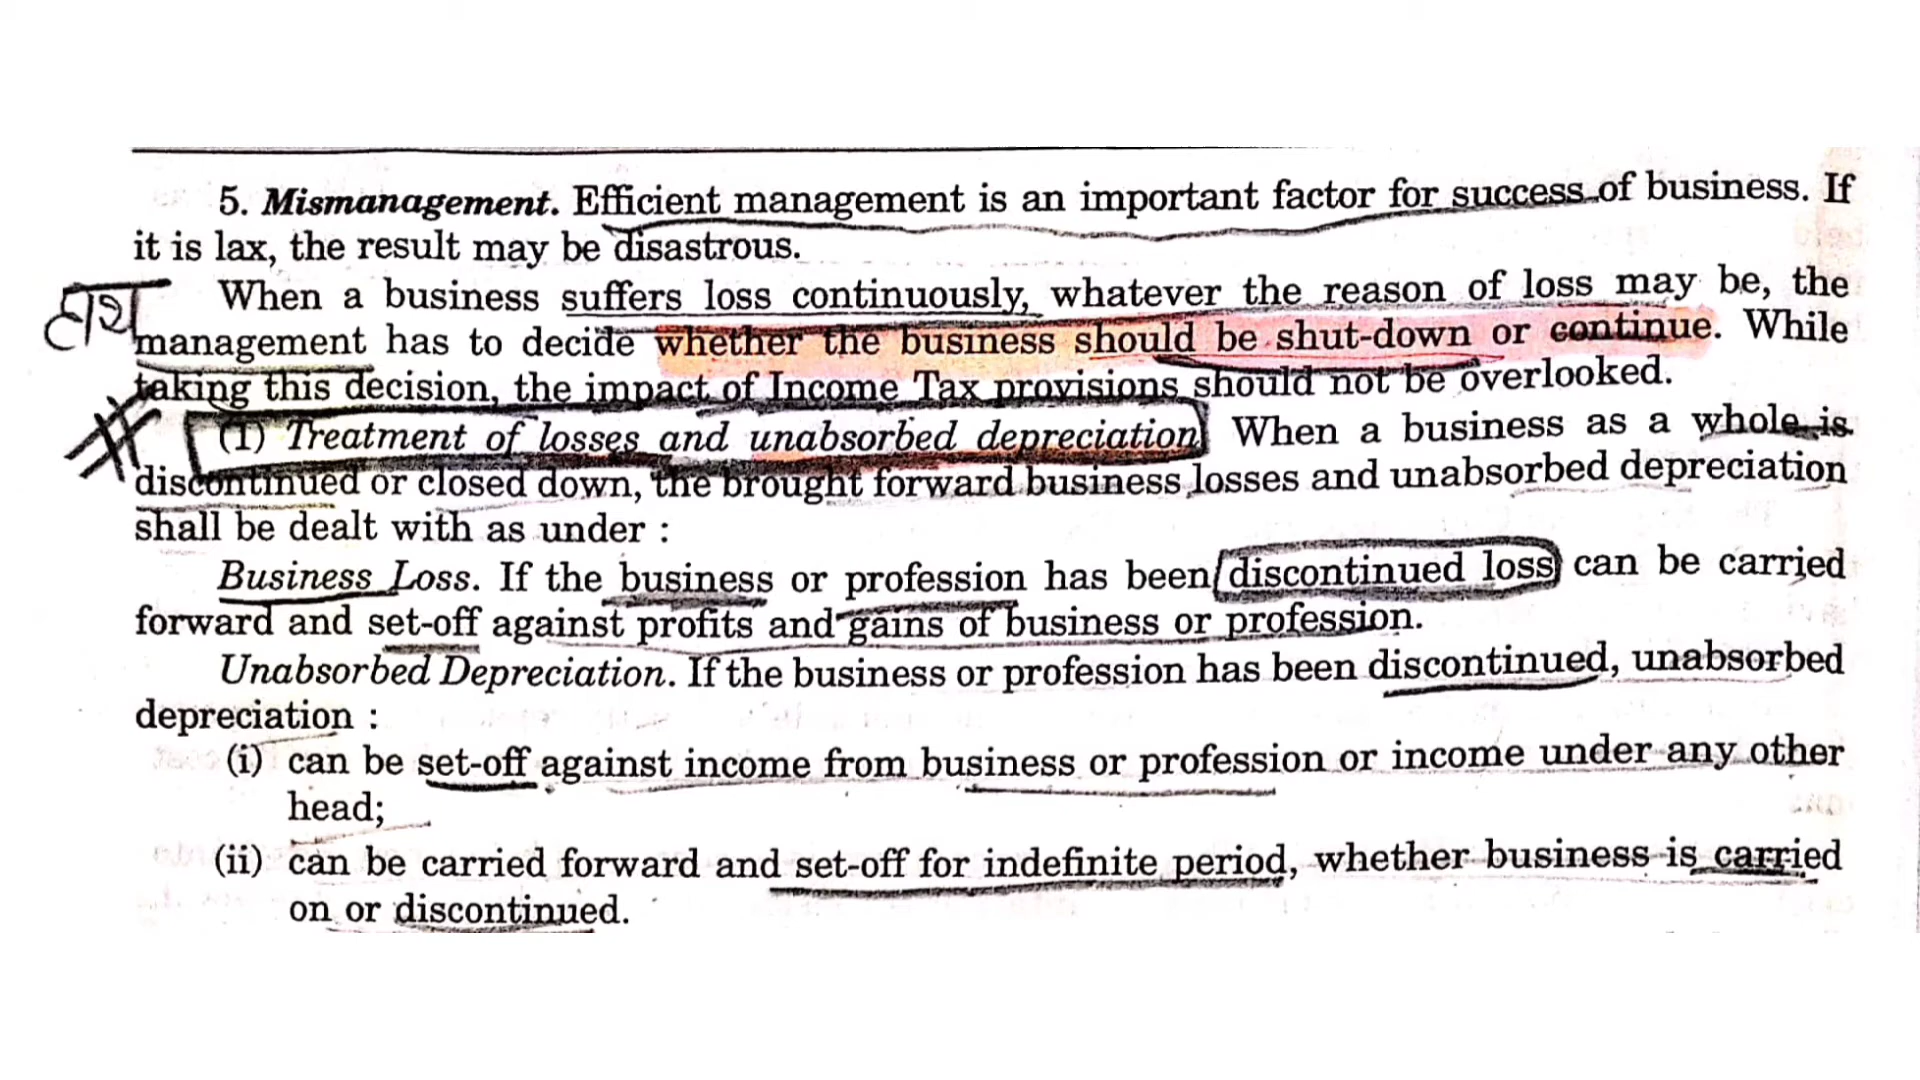 5. Mismanagement. Efficient management is an important factor for success of business. If
it is lax, the result may be disastrous.
When a business suffers loss continuously, whatever the reason of loss may be, the
management has to decide whether the business should be shut-down or continue. While
taking this decision, the impact of Income Tax provisions should not be overlooked.
(1) Treatment of losses and unabsorbed depreciation When a business as a whole is
discontinued or closed down, the brought forward business losses and unabsorbed depreciation
shall be dealt with as under :
Business Loss. If the business or profession has been discontinued loss can be carried
forward and set-off against profits and gains of business or profession.
Unabsorbed Depreciation. If the business or profession has been discontinued, unabsorbed
depreciation :
(i) can be set-off against income from business or profession or income under any other
head;
(ii) can be carried forward and set-off for indefinite period, whether business is carried
on or discontinued.